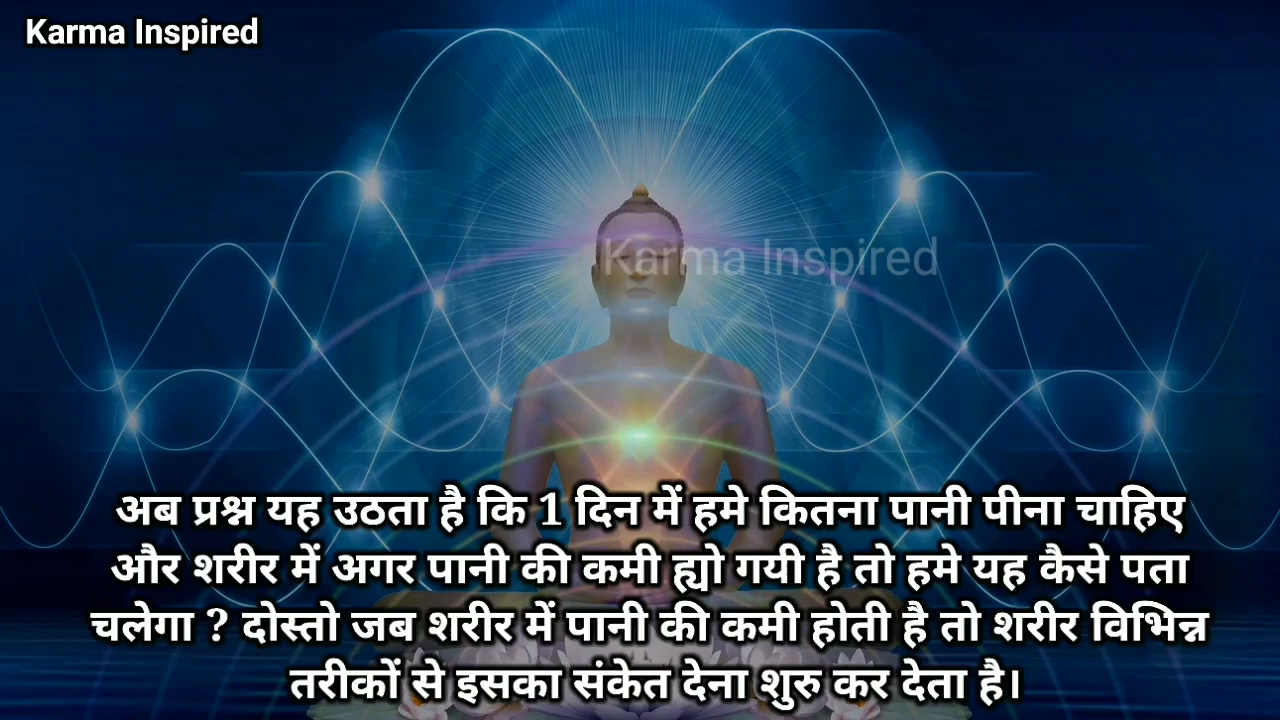 Karma Inspired
Karma Inspired
अब प्रश्न यह उठता है कि 1 दिन में हमे कितना पानी पीना चाहिए
और शरीर में अगर पानी की कमी ह्यो गयी है तो हमे यह कैसे पता
चलेगा ? दोस्तो जब शरीर में पानी की कमी होती है तो शरीर विभिन्न
तरीकों से इसका संकेत देना शुरु कर देता है।